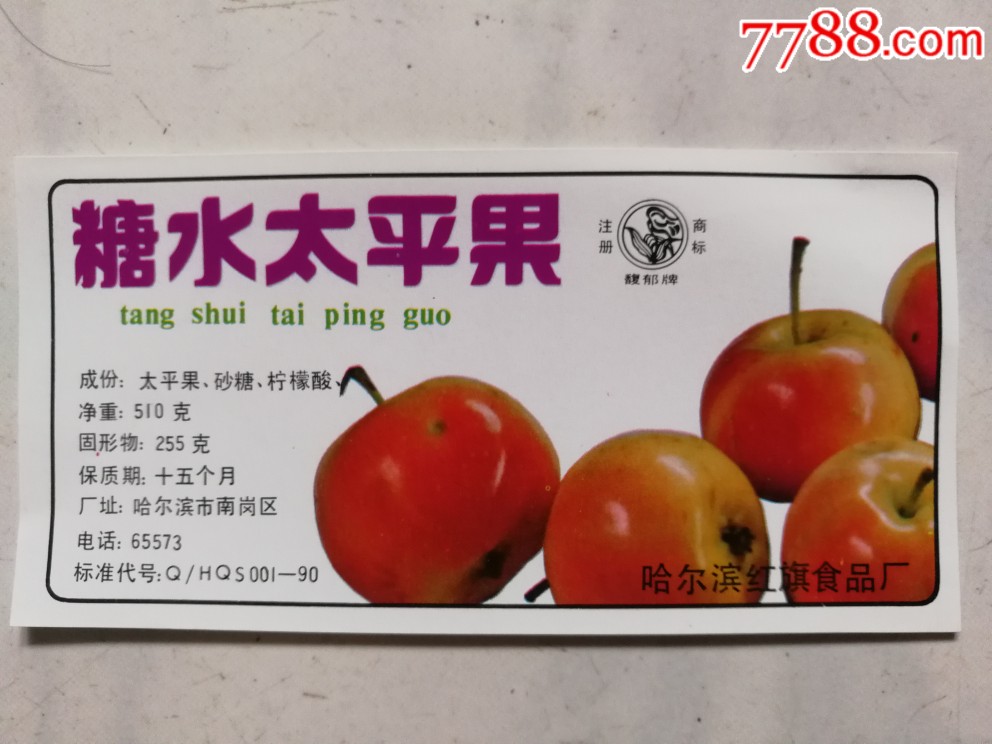 7788.com
糖水太平果
tang shui tai ping guo
注册
商标
馥郁牌
成份：太平果、砂糖、柠檬酸、
净重：510 克
固形物：255 克
保质期：十五个月
厂址：哈尔滨市南岗区
电话：65573
标准代号：Q/HQS001—90
哈尔滨红旗食品厂